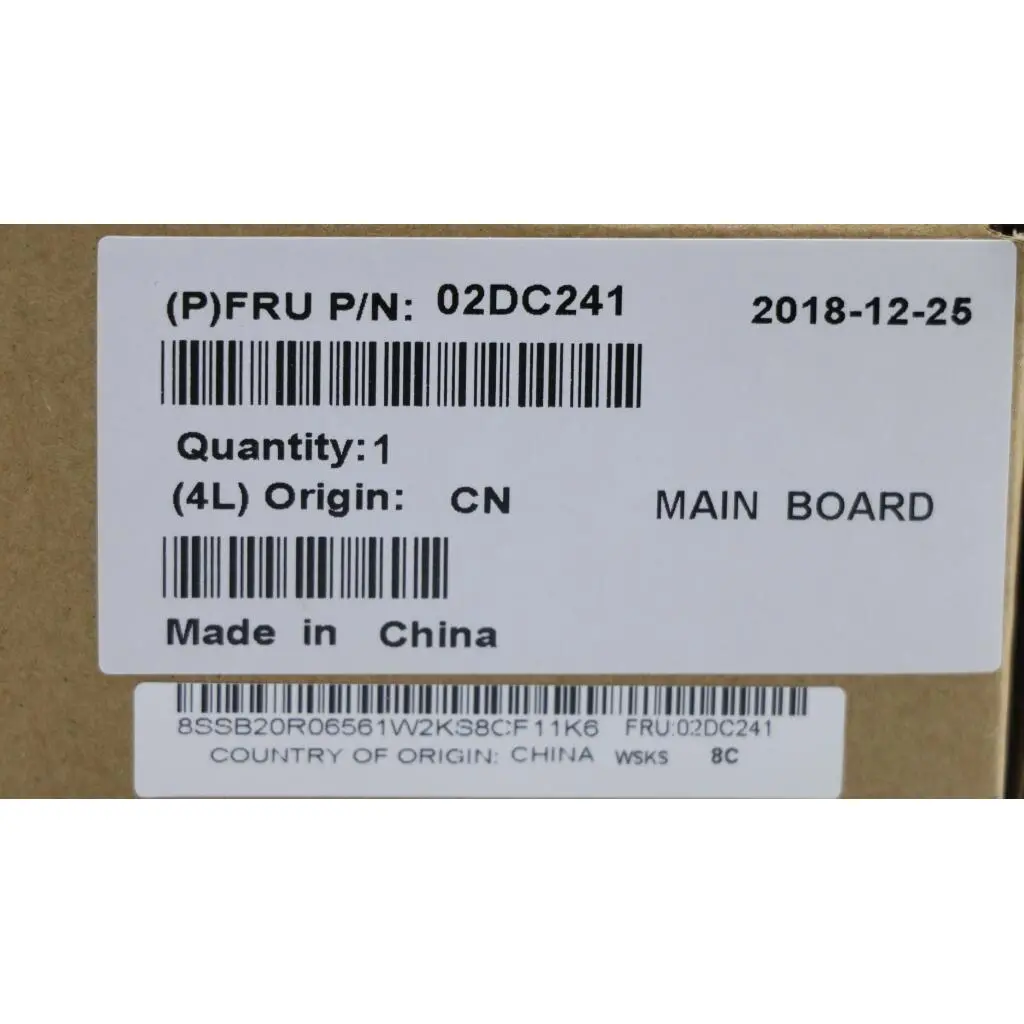 (P)FRU P/N: 02DC241 2018-12-25
Quantity:1
(4L) Origin: CN MAIN BOARD
Made in China
8SSB20R06561W2KS8CF11K6 FRU:02DC241
COUNTRY OF ORIGIN: CHINA WSKS 8C